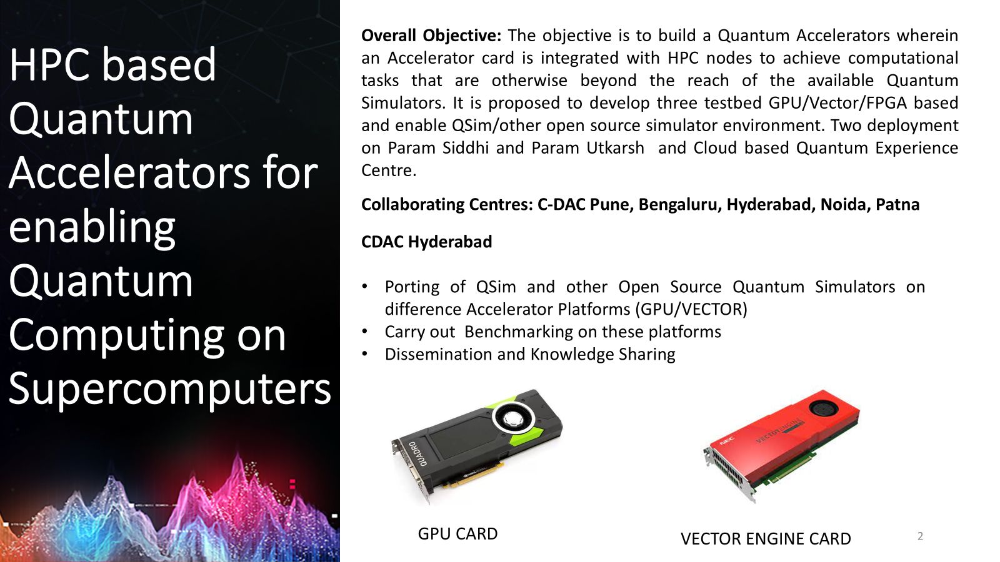 HPC based
Quantum
Accelerators for
enabling
Quantum
Computing on
Supercomputers
Overall Objective: The objective is to build a Quantum Accelerators wherein
an Accelerator card is integrated with HPC nodes to achieve computational
tasks that are otherwise beyond the reach of the available Quantum
Simulators. It is proposed to develop three testbed GPU/Vector/FPGA based
and enable QSim/other open source simulator environment. Two deployment
on Param Siddhi and Param Utkarsh and Cloud based Quantum Experience
Centre.
Collaborating Centres: C-DAC Pune, Bengaluru, Hyderabad, Noida, Patna
CDAC Hyderabad
• Porting of QSim and other Open Source Quantum Simulators on
difference Accelerator Platforms (GPU/VECTOR)
• Carry out Benchmarking on these platforms
• Dissemination and Knowledge Sharing
QUADRO
NVIDIA
NEC
VECTOR ENGINE
GPU CARD
VECTOR ENGINE CARD
2